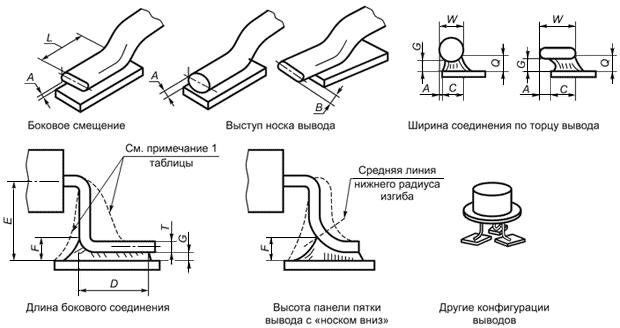 L
A
Боковое смещение
A
B
Выступ носка вывода
W
G
Q
A
C
W
G
Q
A
C
Ширина соединения по торцу вывода
См. примечание 1
таблицы
E
F
T
G
D
Длина бокового соединения
Средняя линия
нижнего радиуса
изгиба
F
Высота панели пятки
вывода с «носком вниз»
Другие конфигурации
выводов